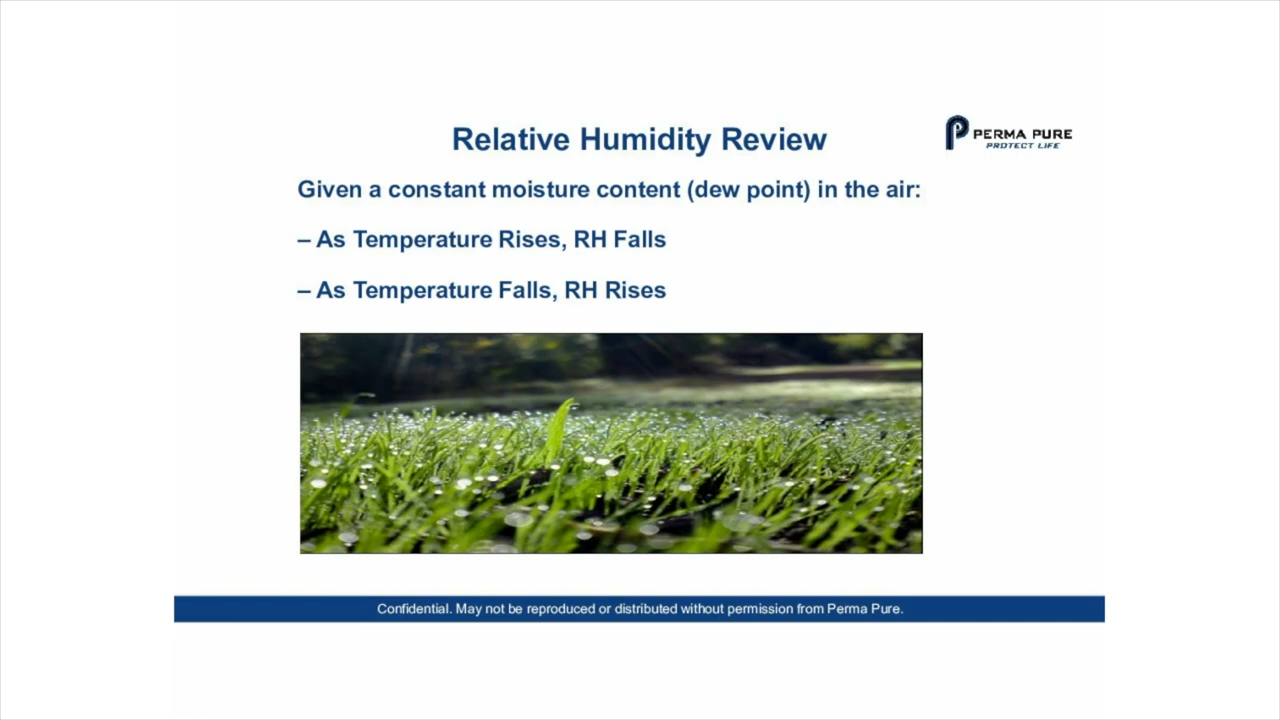 Relative Humidity Review
PERMA PURE
PROTECT LIFE
Given a constant moisture content (dew point) in the air:
– As Temperature Rises, RH Falls
– As Temperature Falls, RH Rises
Confidential. May not be reproduced or distributed without permission from Perma Pure.